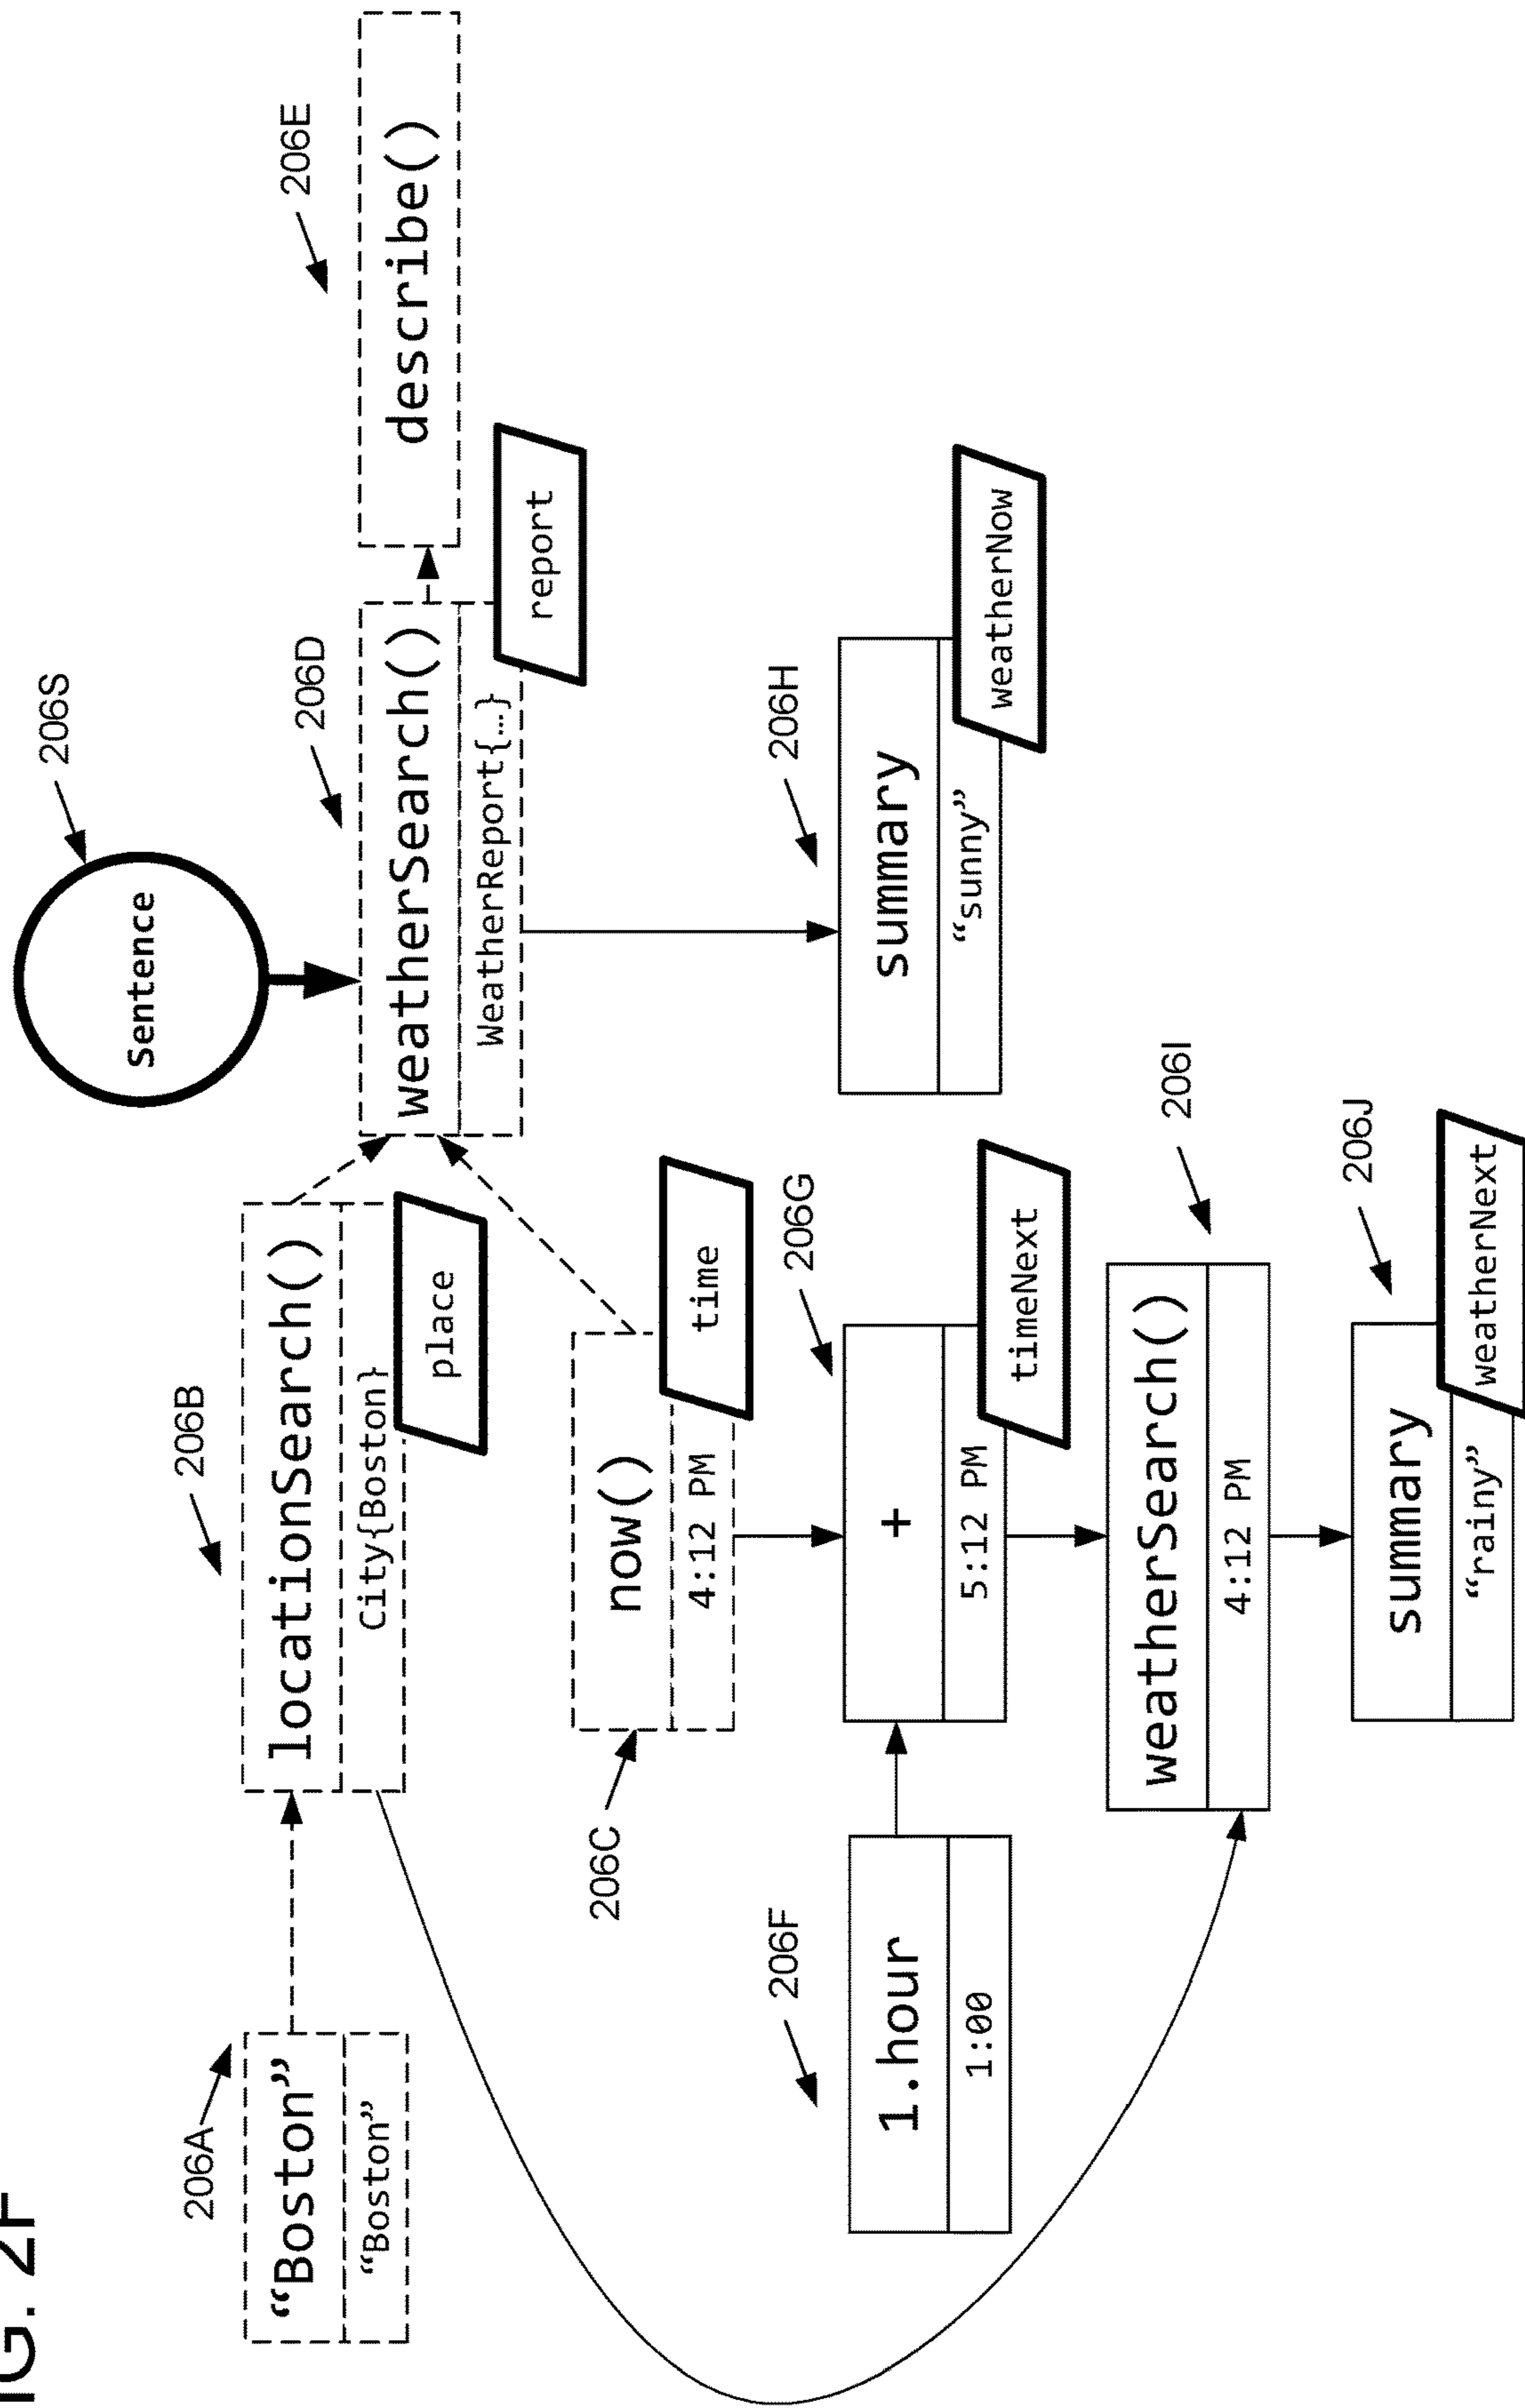 IG. 2F
206S
Sentence
206A
"Boston"
"Boston"
206B
locationSearch()
City{Boston}
place
206D
weatherSearch()
WeatherReport{…}
report
206E
describe()
206C
now()
4:12 PM
time
206F
1.hour
1:00
206G
+
5:12 PM
timeNext
206H
summary
“sunny”
weatherNow
206I
weatherSearch()
4:12 PM
206J
summary
“rainy”
weatherNext